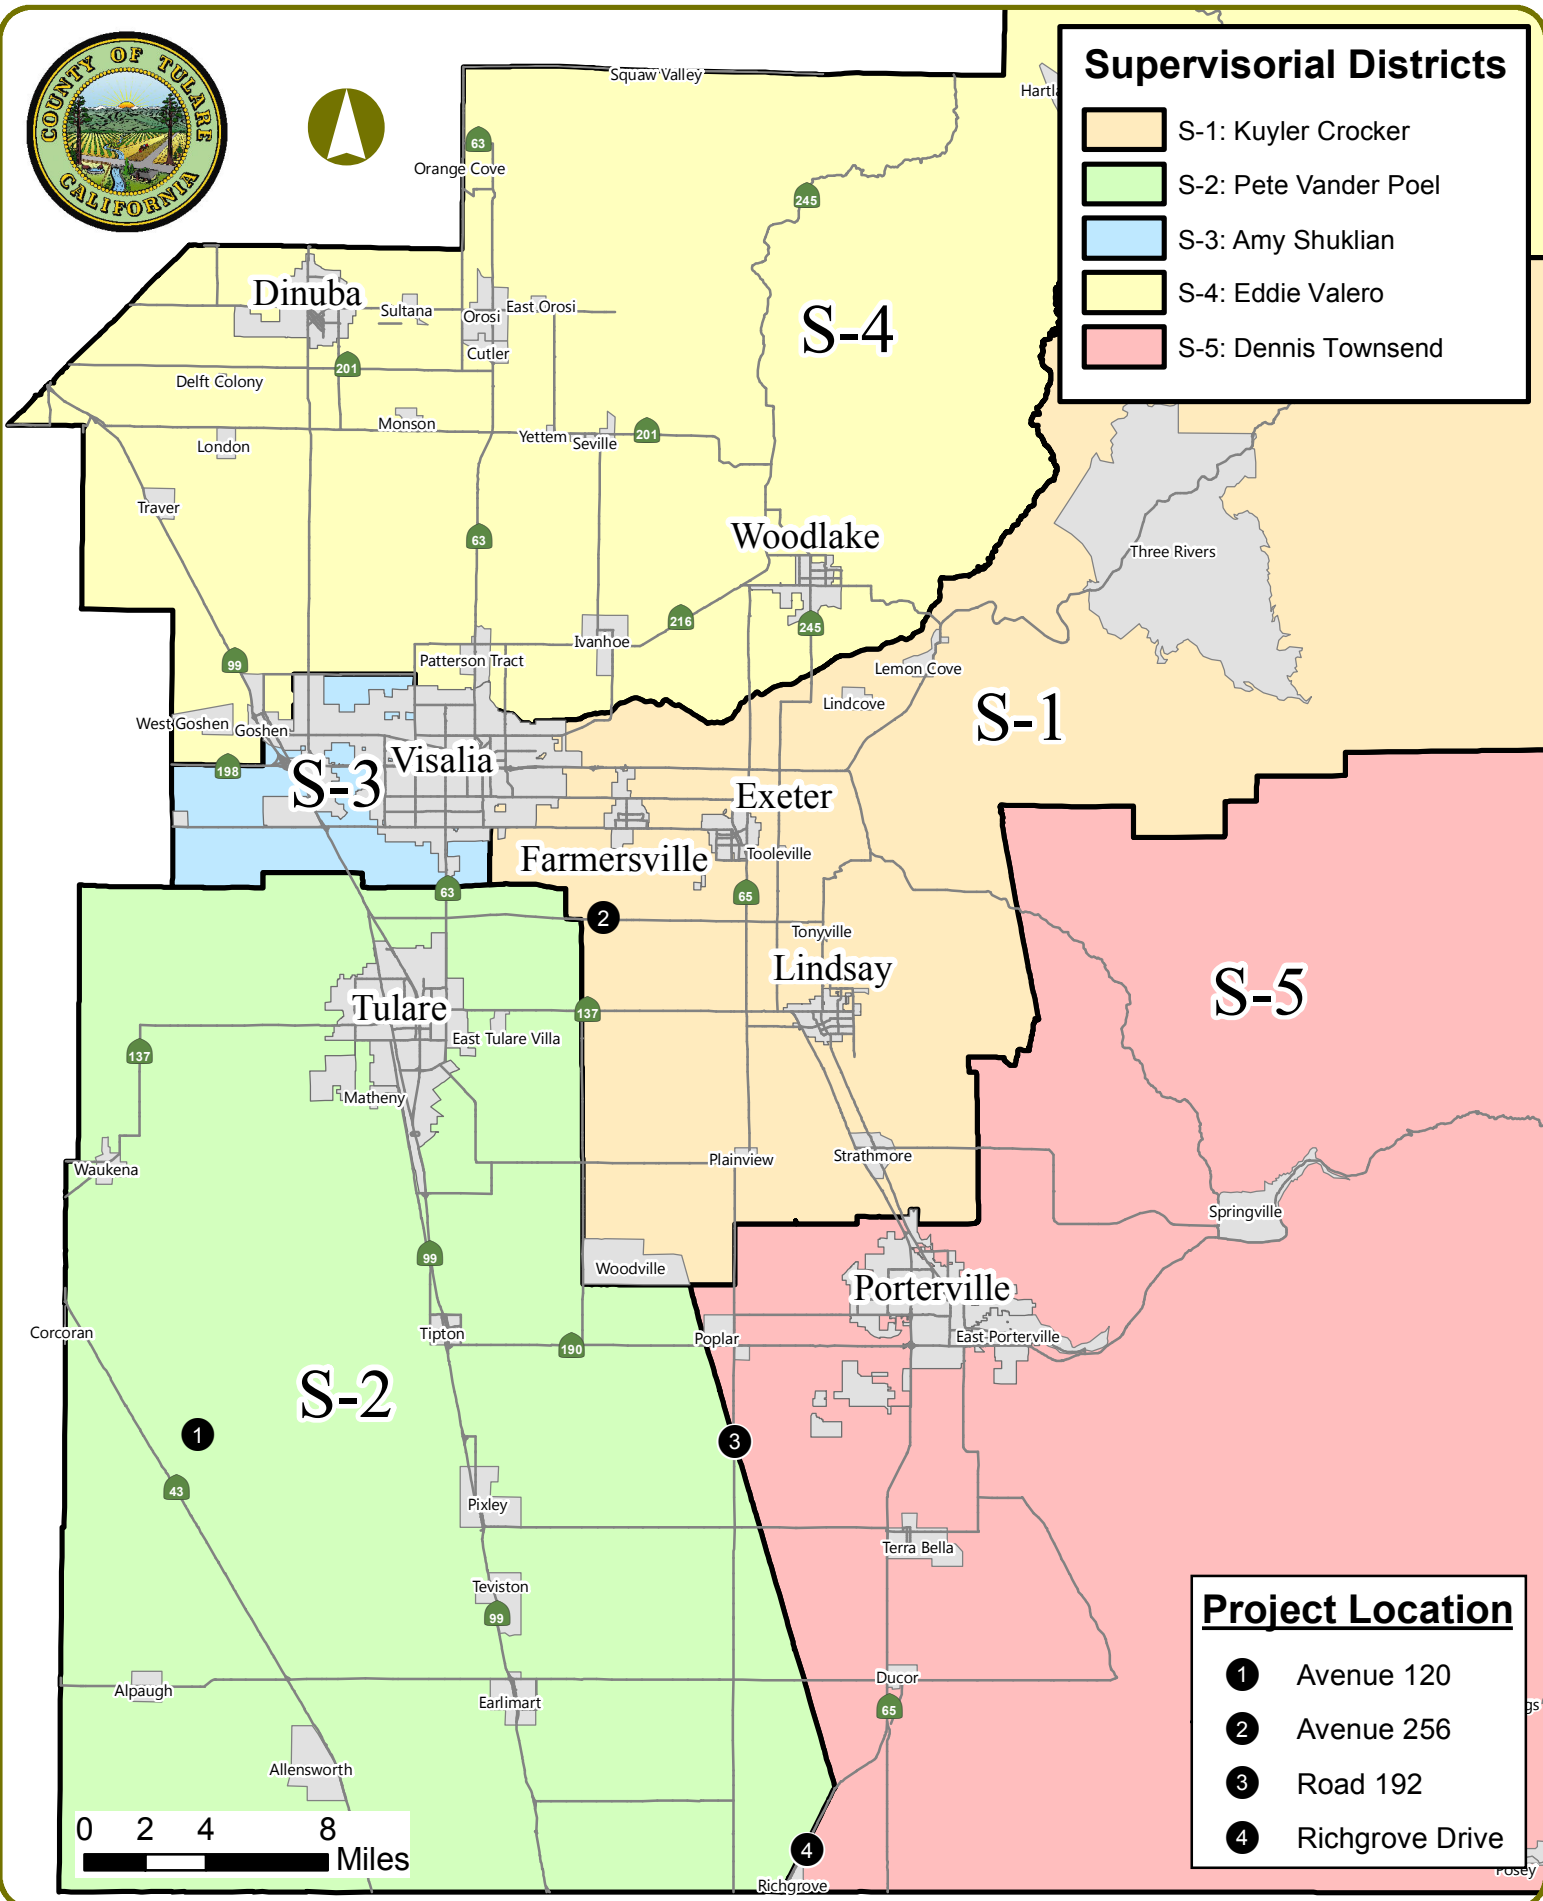 COUNTY OF TULARE
CALIFORNIA
Supervisorial Districts
S-1: Kuyler Crocker
S-2: Pete Vander Poel
S-3: Amy Shuklian
S-4: Eddie Valero
S-5: Dennis Townsend
Squaw Valley
63
Orange Cove
245
Dinuba
Sultana
Orosi
East Orosi
S-4
Cutler
201
Delft Colony
Monson
London
Yettem
Seville
201
Traver
63
Woodlake
Three Rivers
216
245
Ivanhoe
99
Patterson Tract
Lemon Cove
Lindcove
S-1
West Goshen
Goshen
Visalia
198
S-3
Exeter
Farmersville
Tooleville
63
65
2
Tonyville
Lindsay
S-5
Tulare
137
East Tulare Villa
137
Matheny
Waukena
Plainview
Strathmore
Springville
99
Woodville
Porterville
Corcoran
Tipton
190
Poplar
East Porterville
S-2
1
3
43
Pixley
Terra Bella
Teviston
99
Alpaugh
Earlimart
Ducor
65
Allensworth
4
Richgrove
0 2 4 8
Miles
Project Location
1 Avenue 120
2 Avenue 256
3 Road 192
4 Richgrove Drive
Posey